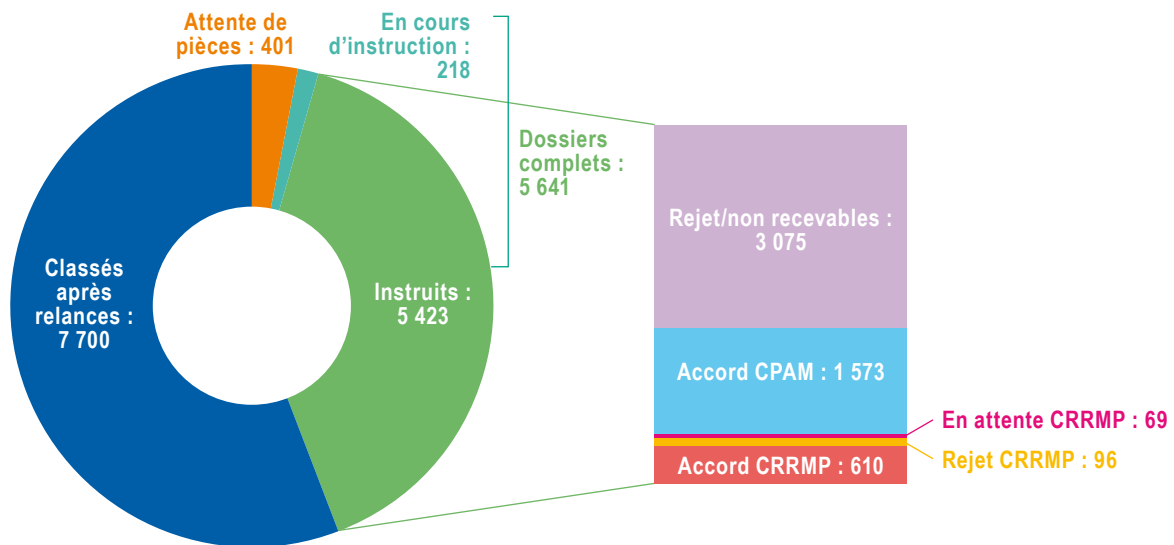 Attente de
pièces : 401
En cours
d’instruction :
218
Dossiers
complets :
5 641
Classés
après
relances :
7 700
Instruits :
5 423
Rejet/non recevables :
3 075
Accord CPAM : 1 573
En attente CRRMP : 69
Rejet CRRMP : 96
Accord CRRMP : 610